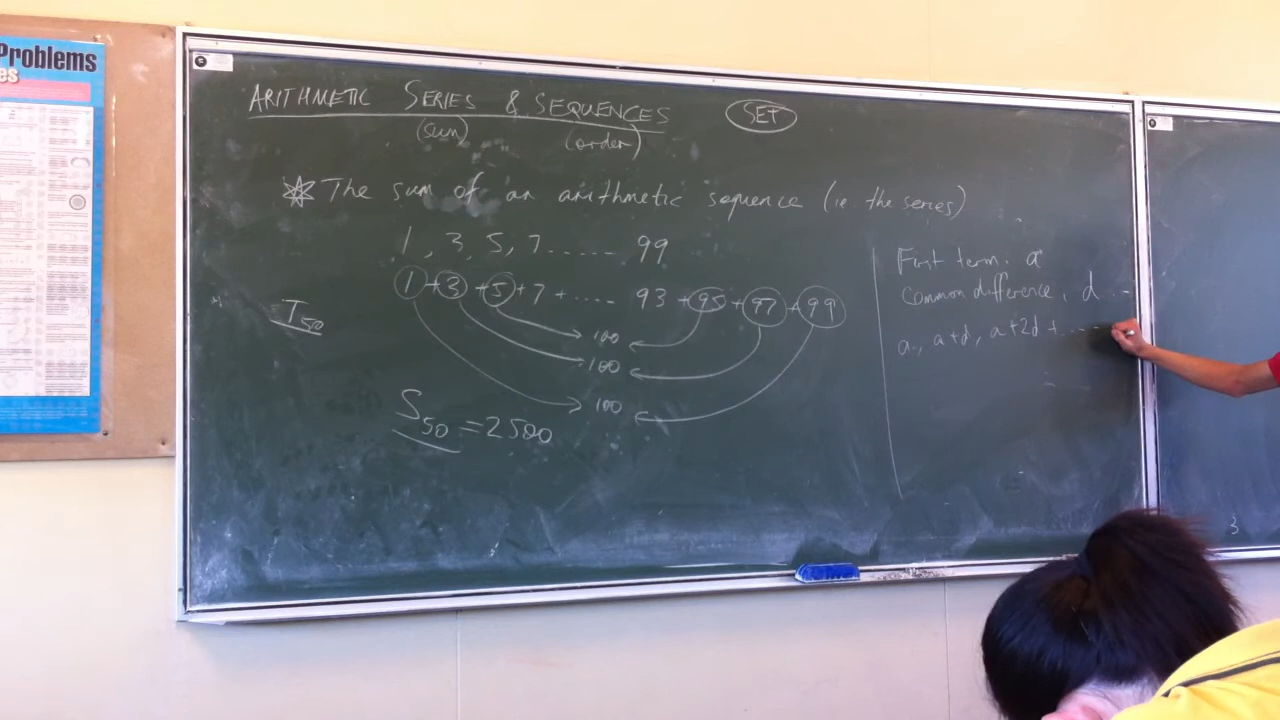 Problems
es
ARITHMETIC SERIES & SEQUENCES SET
(sum) (order)
The sum of an arithmetic sequence (ie. the series)
1, 3, 5, 7 ...... 99
1 + 3 + 5 + 7 + .... 93 + 95 + 97 + 99
T50
100
100
100
S50 = 2500
First term: a
Common difference, d ...
a, a+d, a+2d + ....
3